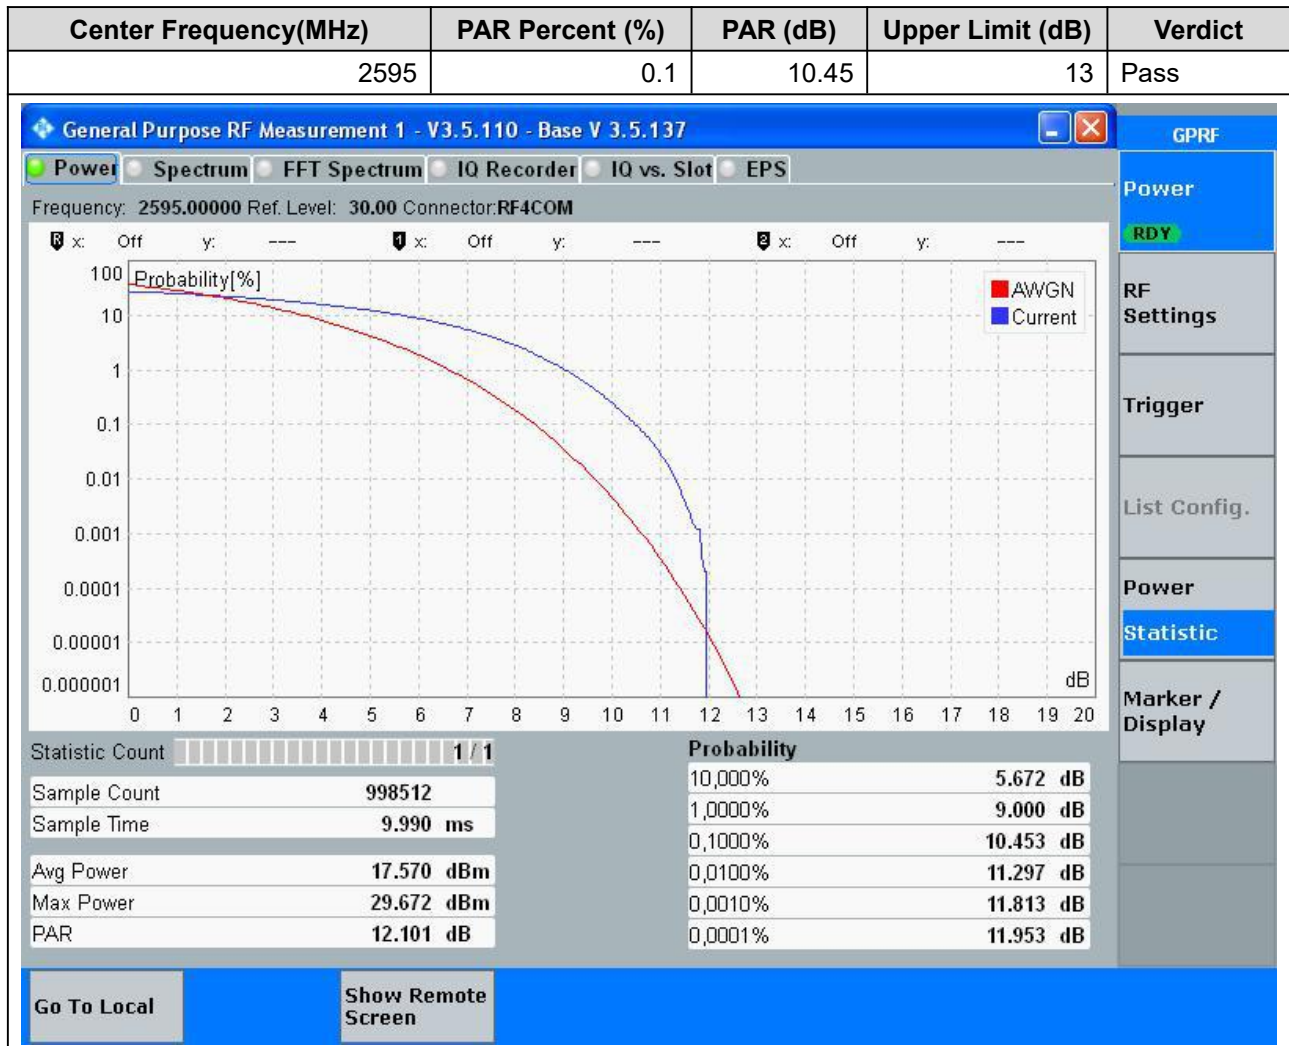 Center Frequency(MHz) PAR Percent (%) PAR (dB) Upper Limit (dB) Verdict
2595 0.1 10.45 13 Pass
General Purpose RF Measurement 1 - V3.5.110 - Base V 3.5.137
GPRF
Power Spectrum FFT Spectrum IQ Recorder IQ vs. Slot EPS
Power
RDY
Frequency: 2595.00000 Ref. Level: 30.00 Connector:RF4COM
R x: Off y: --- 1 x: Off y: --- 2 x: Off y: ---
Probability[%]
AWGN
Current
100
10
1
0.1
0.01
0.001
0.0001
0.00001
0.000001
dB
0 1 2 3 4 5 6 7 8 9 10 11 12 13 14 15 16 17 18 19 20
RF
Settings
Trigger
List Config.
Power
Statistic
Marker /
Display
Statistic Count 1 / 1
Sample Count 998512
Sample Time 9.990 ms
Avg Power 17.570 dBm
Max Power 29.672 dBm
PAR 12.101 dB
Probability
10,000% 5.672 dB
1,0000% 9.000 dB
0,1000% 10.453 dB
0,0100% 11.297 dB
0,0010% 11.813 dB
0,0001% 11.953 dB
Go To Local
Show Remote
Screen